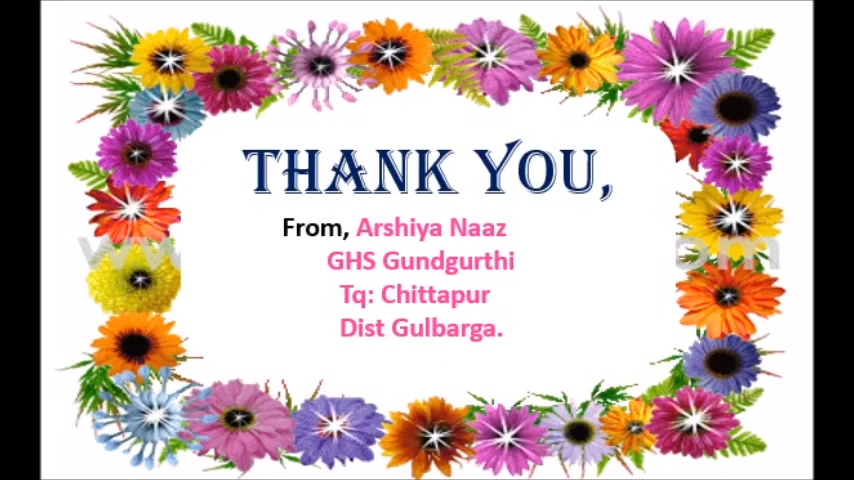 THANK YOU,
From, Arshiya Naaz
GHS Gundgurthi
Tq: Chittapur
Dist Gulbarga.